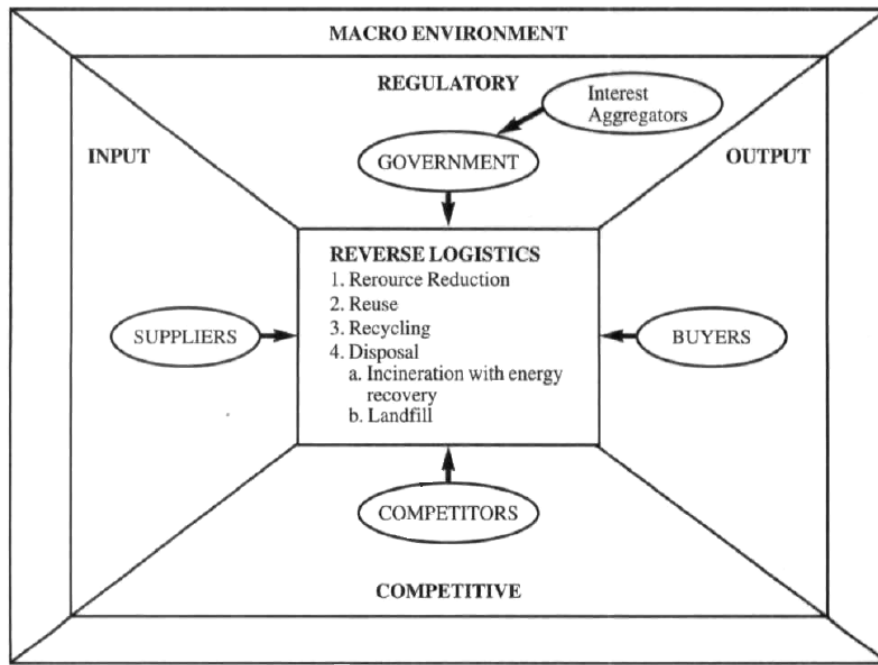 MACRO ENVIRONMENT
REGULATORY
Interest
Aggregators
INPUT
GOVERNMENT
OUTPUT
REVERSE LOGISTICS
1. Rerource Reduction
2. Reuse
3. Recycling
4. Disposal
a. Incineration with energy
recovery
b. Landfill
SUPPLIERS
BUYERS
COMPETITORS
COMPETITIVE